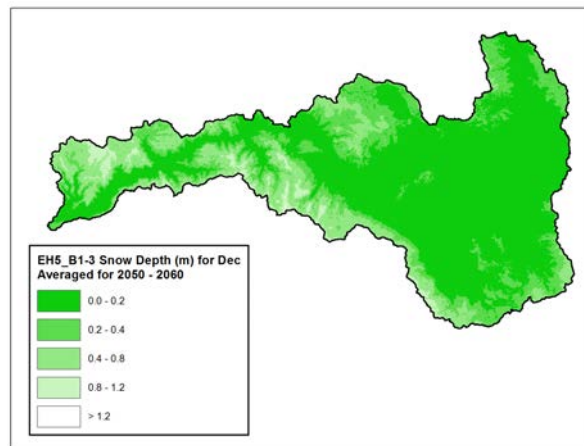 EH5_B1-3 Snow Depth (m) for Dec
Averaged for 2050 - 2060
0.0 - 0.2
0.2 - 0.4
0.4 - 0.8
0.8 - 1.2
> 1.2